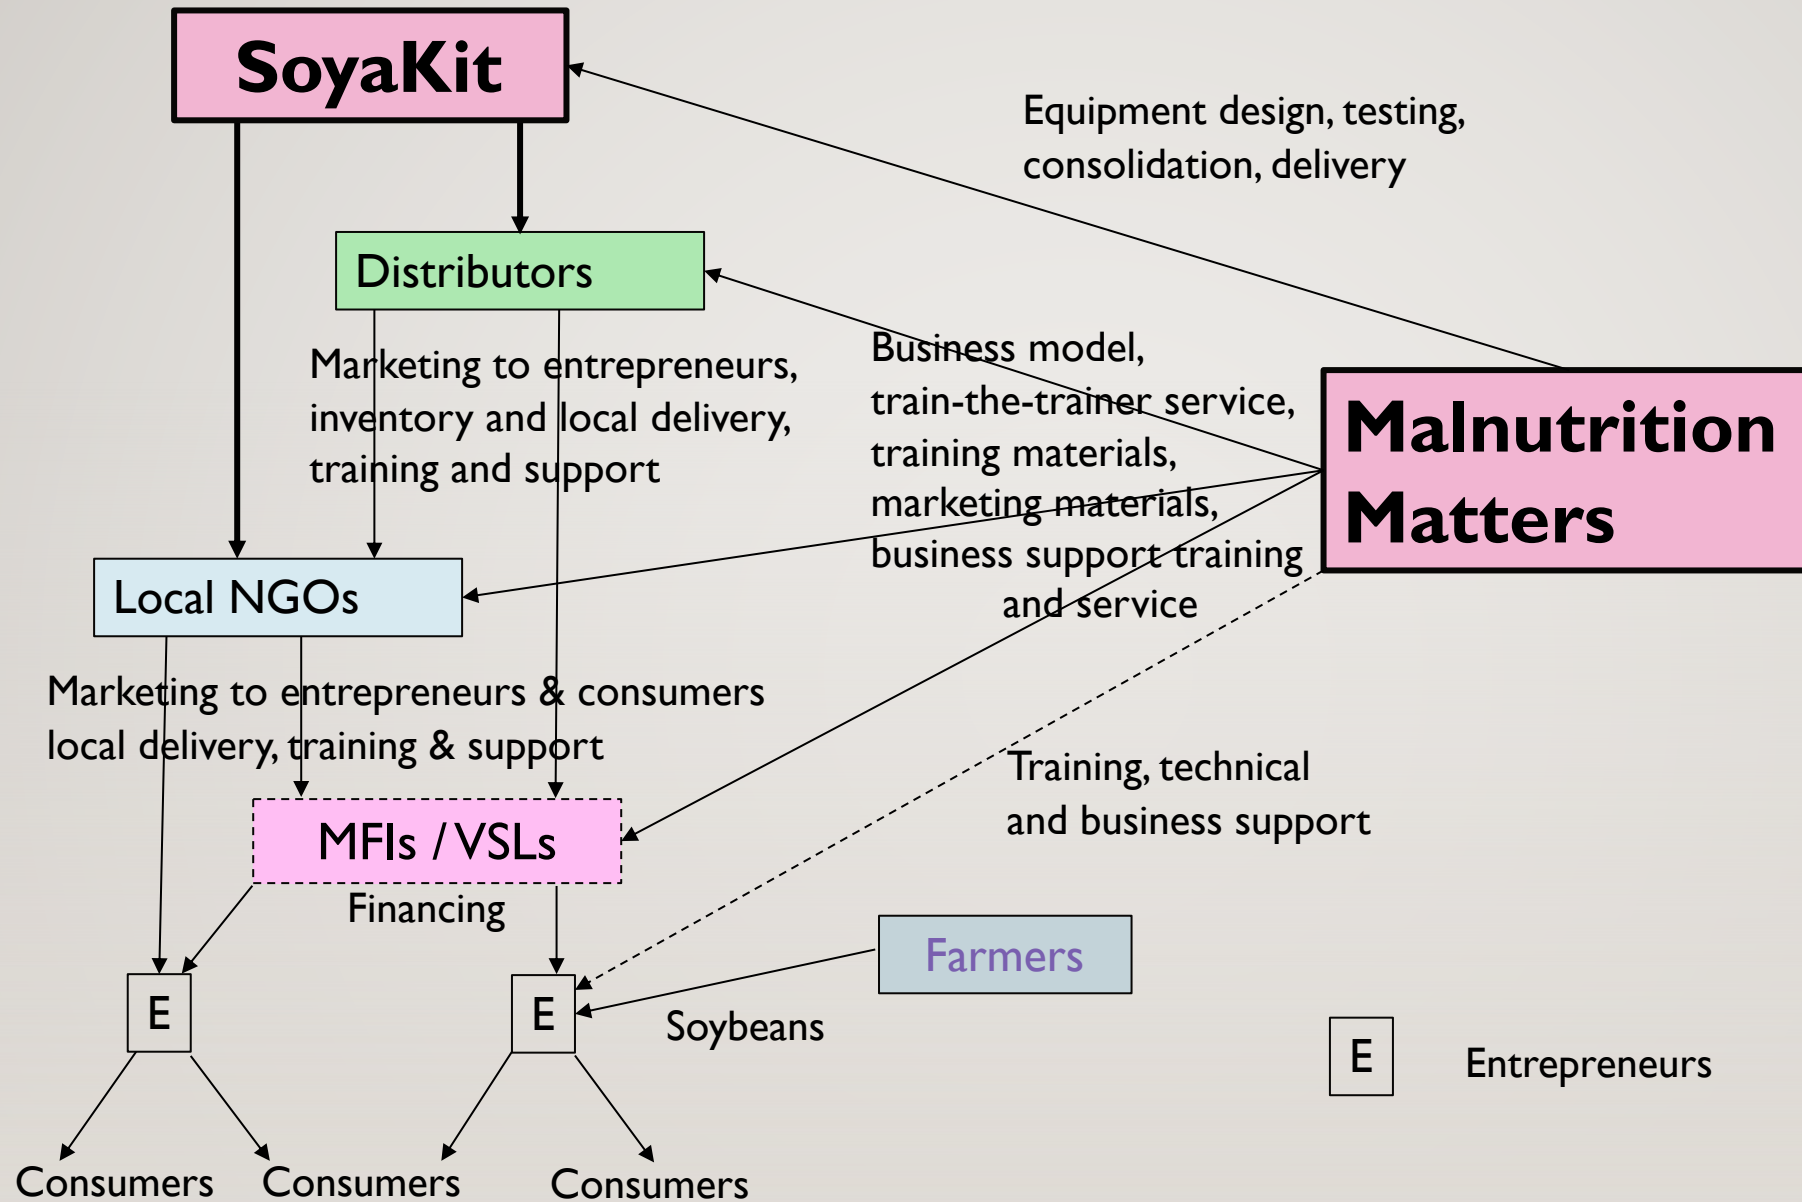 SoyaKit
Equipment design, testing,
consolidation, delivery
Distributors
Marketing to entrepreneurs,
inventory and local delivery,
training and support
Business model,
train-the-trainer service,
training materials,
marketing materials,
business support training
and service
Malnutrition
Matters
Local NGOs
Marketing to entrepreneurs & consumers
local delivery, training & support
MFIs / VSLs
Financing
Training, technical
and business support
Farmers
E
E
Soybeans
E
Entrepreneurs
Consumers
Consumers
Consumers